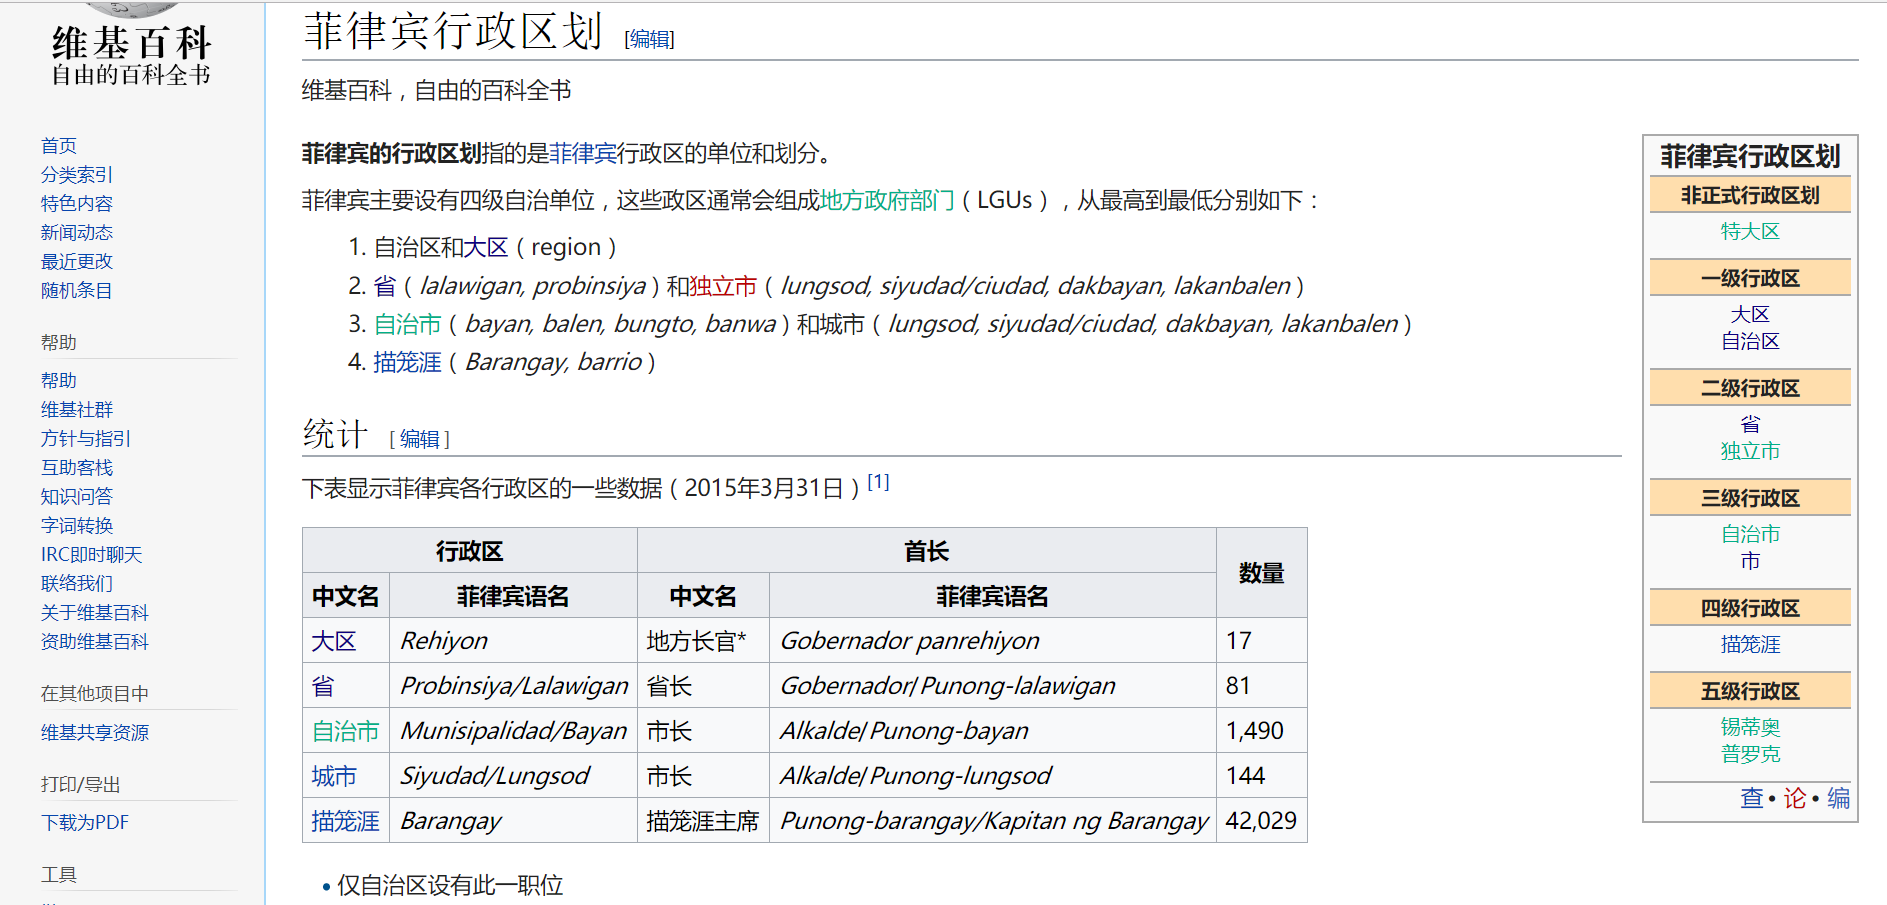 维基百科
自由的百科全书
首页
分类索引
特色内容
新闻动态
最近更改
随机条目
帮助
帮助
维基社群
方针与指引
互助客栈
知识问答
字词转换
IRC即时聊天
联络我们
关于维基百科
资助维基百科
在其他项目中
维基共享资源
打印/导出
下载为PDF
工具
菲律宾行政区划 [编辑]
维基百科，自由的百科全书
菲律宾的行政区划指的是菲律宾行政区的单位和划分。
菲律宾主要设有四级自治单位，这些政区通常会组成地方政府部门（LGUs），从最高到最低分别如下：
1. 自治区和大区（region）
2. 省（lalawigan, probinsiya）和独立市（lungsod, siyudad/ciudad, dakbayan, lakanbalen）
3. 自治市（bayan, balen, bungto, banwa）和城市（lungsod, siyudad/ciudad, dakbayan, lakanbalen）
4. 描笼涯（Barangay, barrio）
统计 [编辑]
下表显示菲律宾各行政区的一些数据（2015年3月31日）[1]
行政区 首长 数量
中文名 菲律宾语名 中文名 菲律宾语名
大区 Rehiyon 地方长官* Gobernador panrehiyon 17
省 Probinsiya/Lalawigan 省长 Gobernador/Punong-lalawigan 81
自治市 Munisipalidad/Bayan 市长 Alkalde/Punong-bayan 1,490
城市 Siyudad/Lungsod 市长 Alkalde/Punong-lungsod 144
描笼涯 Barangay 描笼涯主席 Punong-barangay/Kapitan ng Barangay 42,029
• 仅自治区设有此一职位
菲律宾行政区划
非正式行政区划
特大区
一级行政区
大区
自治区
二级行政区
省
独立市
三级行政区
自治市
市
四级行政区
描笼涯
五级行政区
锡蒂奥
普罗克
查•论•编